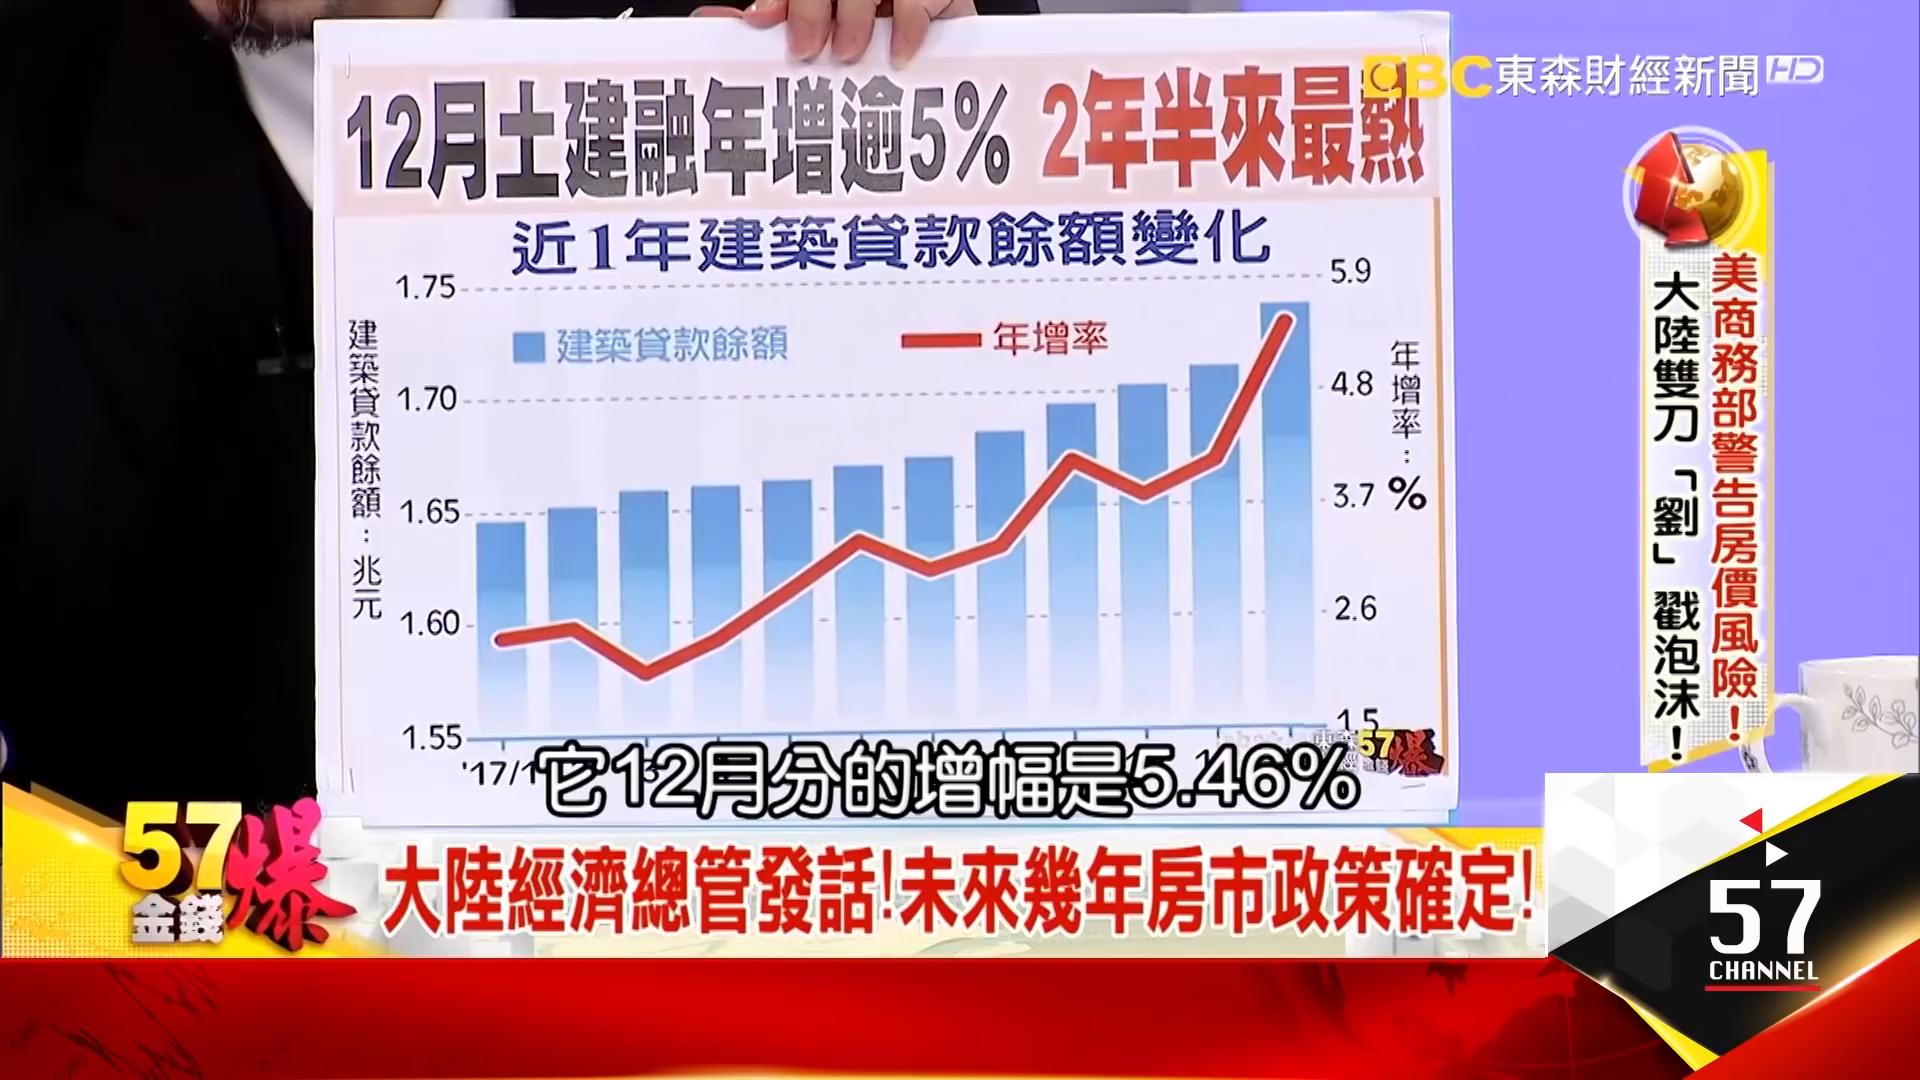 EBC東森財經新聞HD
12月土建融年增逾5% 2年半來最熱
近1年建築貸款餘額變化
建築貸款餘額：兆元
1.75
1.70
1.65
1.60
1.55
建築貸款餘額
年增率
5.9
4.8
3.7
2.6
1.5
年增率：%
'17/1
它12月分的增幅是5.46%
57爆
美商務部警告房價風險！
大陸雙刀「劉」戳泡沫！
57金錢爆
大陸經濟總管發話!未來幾年房市政策確定!
57
CHANNEL